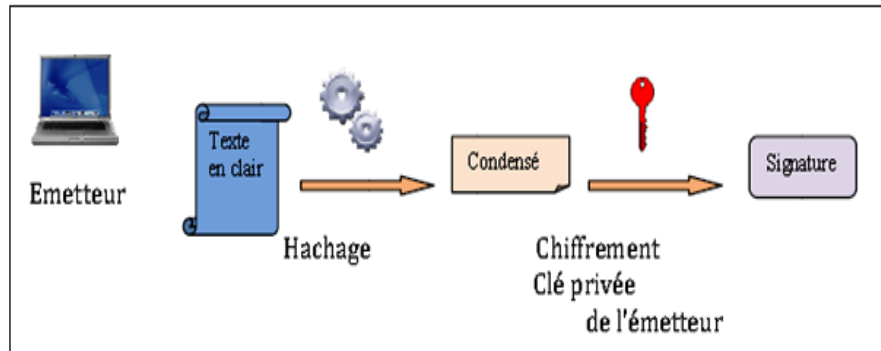 Emetteur
Texte
en clair
Hachage
Condensé
Chiffrement
Clé privée
de l'émetteur
Signature